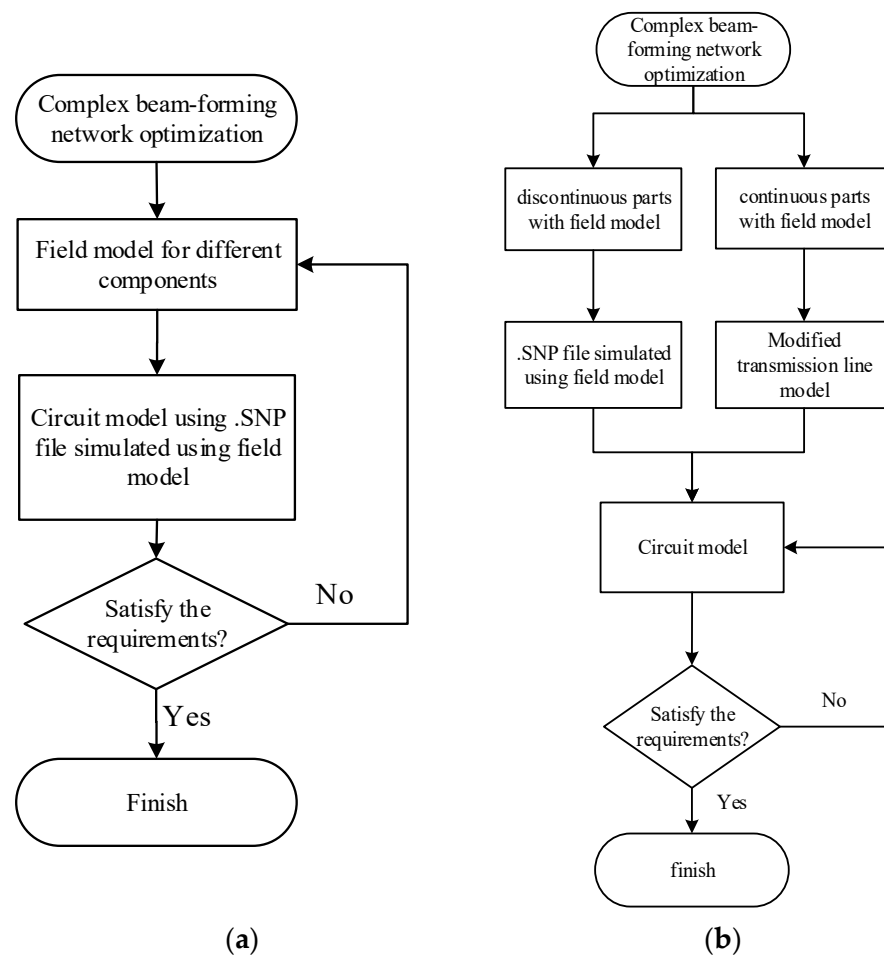 Complex beam-forming
network optimization
Field model for different
components
Circuit model using .SNP
file simulated using field
model
Satisfy the
requirements?
No
Yes
Finish
(a)
Complex beam-
forming network
optimization
discontinuous parts
with field model
continuous parts
with field model
.SNP file simulated
using field model
Modified
transmission line
model
Circuit model
Satisfy the
requirements?
No
Yes
finish
(b)